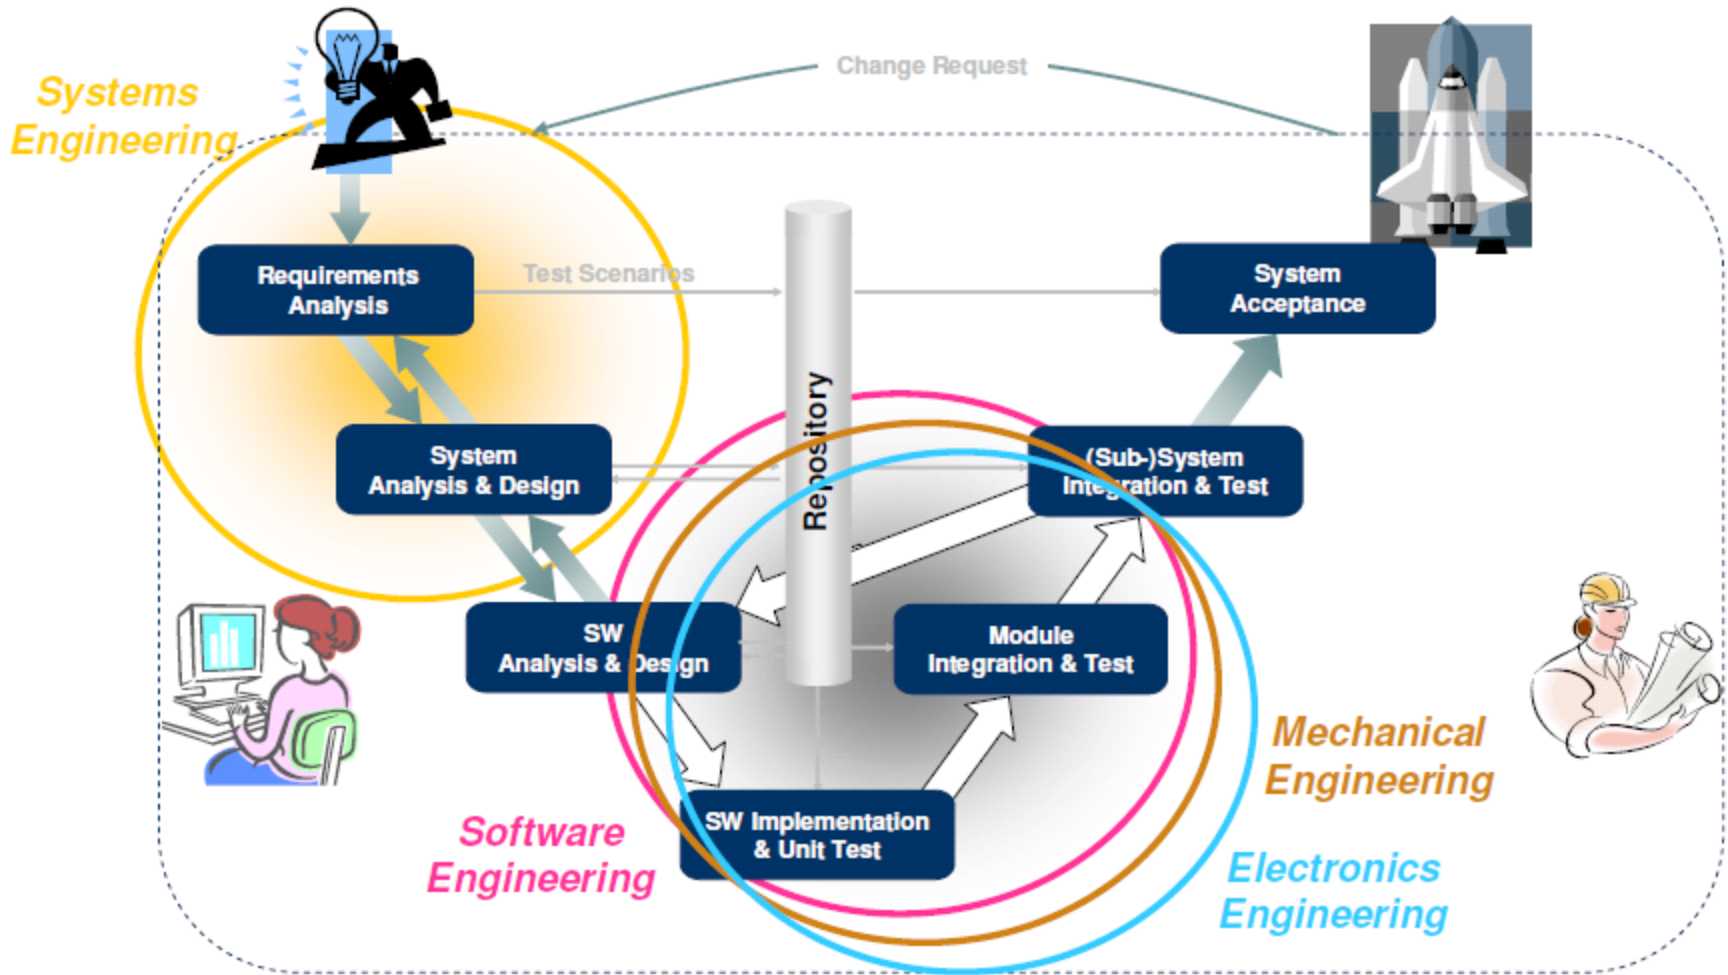 Change Request
Systems
Engineering
Requirements
Analysis
Test Scenarios
System
Acceptance
Repository
System
Analysis & Design
(Sub-)System
Integration & Test
SW
Analysis & Design
Module
Integration & Test
SW Implementation
& Unit Test
Software
Engineering
Mechanical
Engineering
Electronics
Engineering